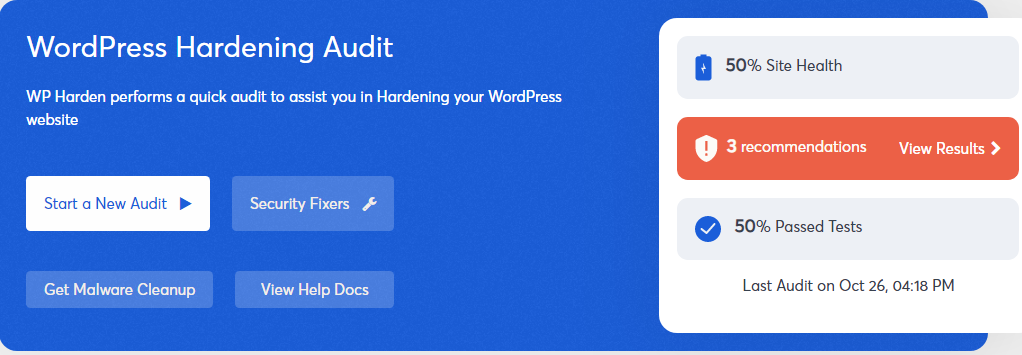 WordPress Hardening Audit
WP Harden performs a quick audit to assist you in Hardening your WordPress
website
Start a New Audit
Security Fixers
Get Malware Cleanup
View Help Docs
50% Site Health
3 recommendations
View Results
50% Passed Tests
Last Audit on Oct 26, 04:18 PM